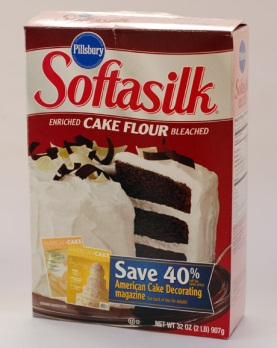 Pillsbury
Softasilk®
ENRICHED CAKE FLOUR BLEACHED
Save 40%
American Cake Decorating
magazine
NET WT 32 OZ (2 LB) 907g